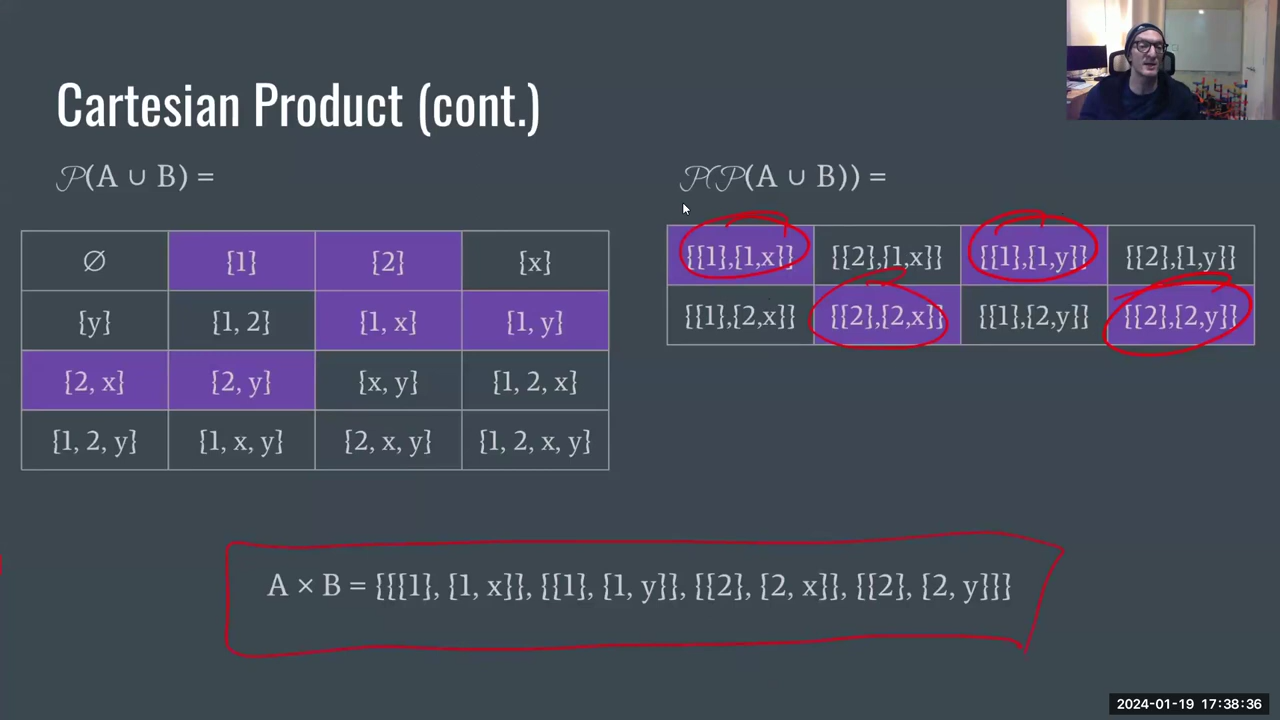 Cartesian Product (cont.)
𝒫(A ∪ B) =
∅ {1} {2} {x}
{y} {1, 2} {1, x} {1, y}
{2, x} {2, y} {x, y} {1, 2, x}
{1, 2, y} {1, x, y} {2, x, y} {1, 2, x, y}
𝒫(𝒫(A ∪ B)) =
{{1},{1,x}} {{2},{1,x}} {{1},{1,y}} {{2},{1,y}}
{{1},{2,x}} {{2},{2,x}} {{1},{2,y}} {{2},{2,y}}
A × B = {{{1}, {1, x}}, {{1}, {1, y}}, {{2}, {2, x}}, {{2}, {2, y}}}
2024-01-19 17:38:36